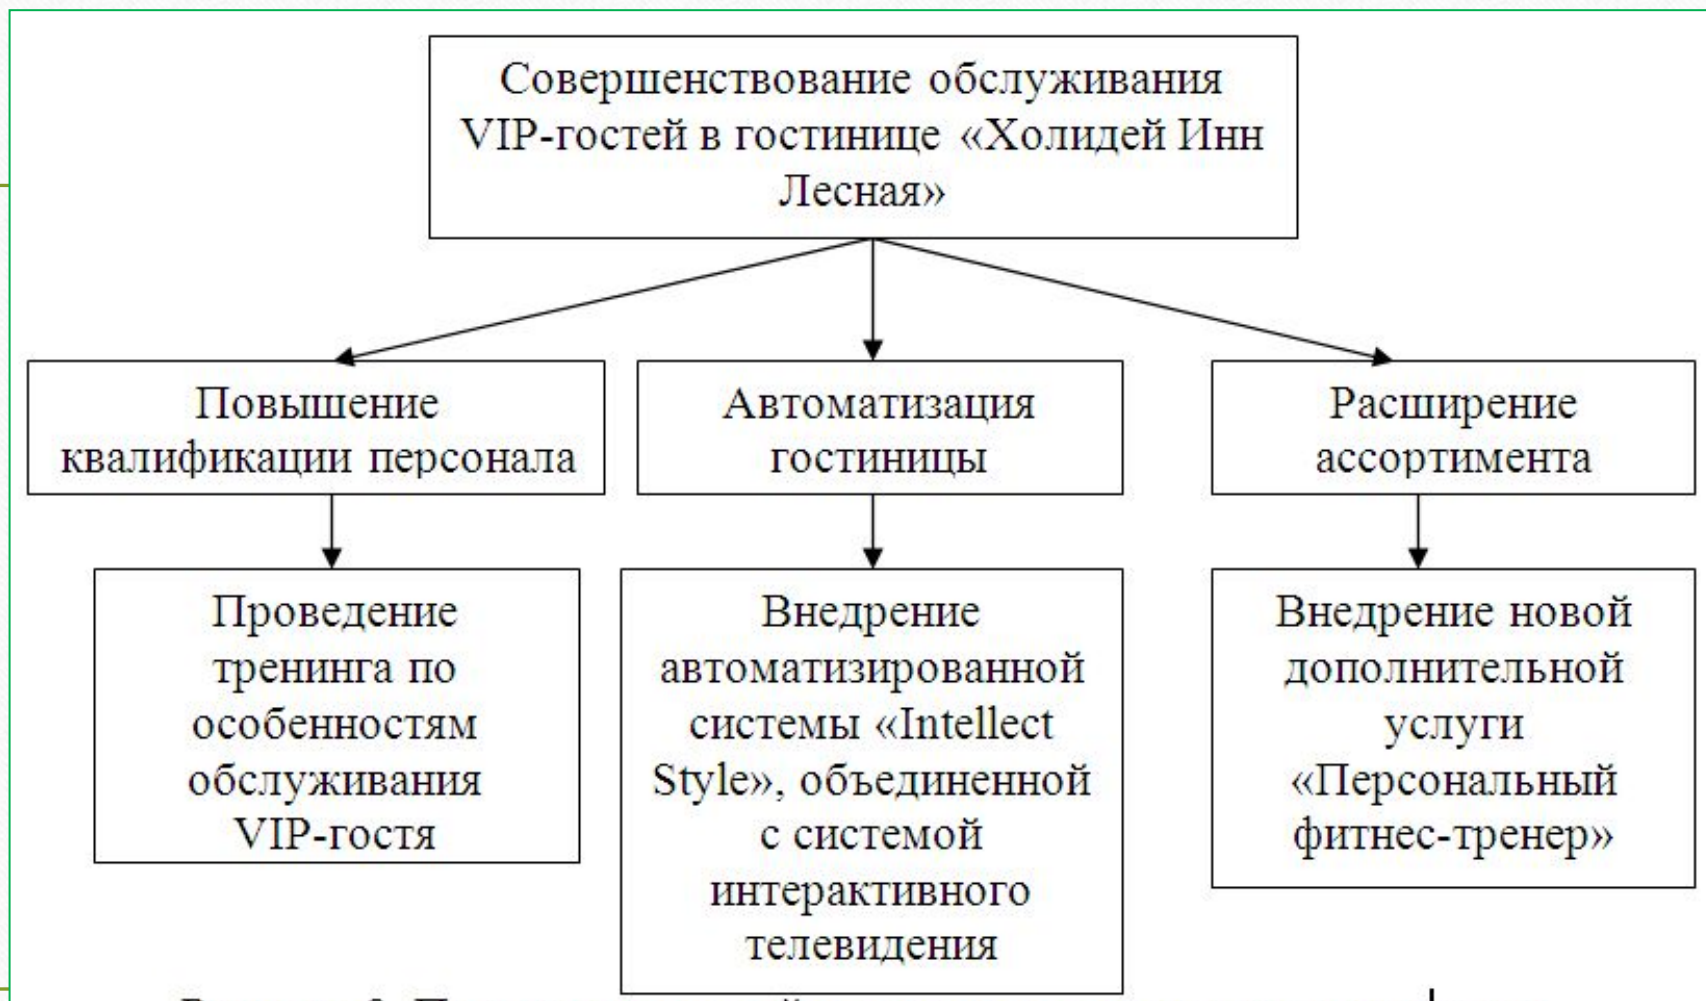 Совершенствование обслуживания
VIP-гостей в гостинице «Холидей Инн
Лесная»
Повышение
квалификации персонала
Автоматизация
гостиницы
Расширение
ассортимента
Проведение
тренинга по
особенностям
обслуживания
VIP-гостя
Внедрение
автоматизированной
системы «Intellect
Style», объединенной
с системой
интерактивного
телевидения
Внедрение новой
дополнительной
услуги
«Персональный
фитнес-тренер»